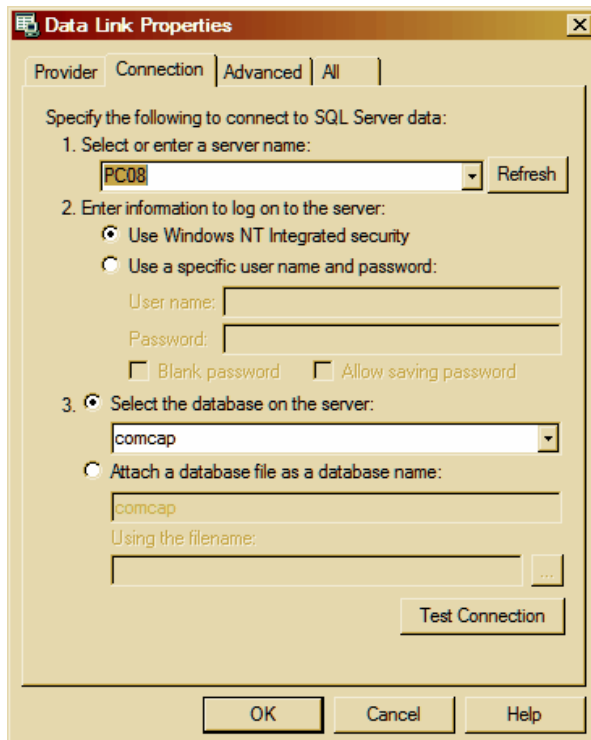 Data Link Properties
Provider Connection Advanced All
Specify the following to connect to SQL Server data:
1. Select or enter a server name:
PC08 Refresh
2. Enter information to log on to the server:
Use Windows NT Integrated security
Use a specific user name and password:
User name:
Password:
Blank password Allow saving password
3. Select the database on the server:
comcap
Attach a database file as a database name:
comcap
Using the filename:
...
Test Connection
OK Cancel Help